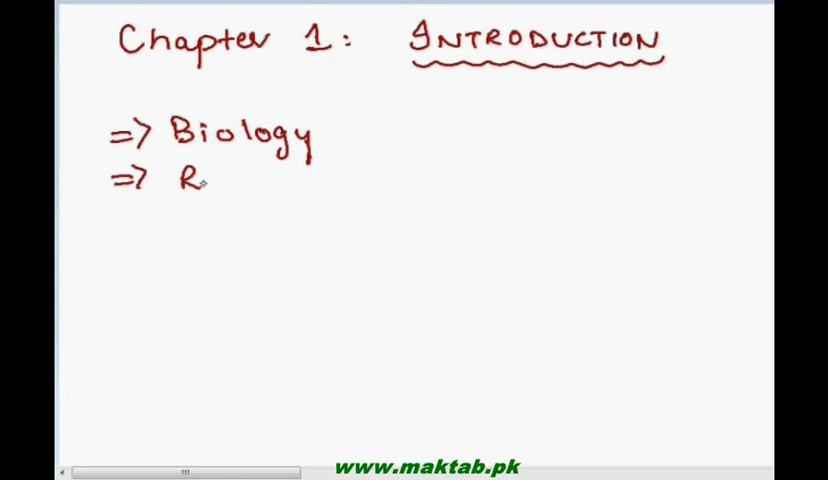 Chapter 1: INTRODUCTION
=> Biology
=> R
www.maktab.pk